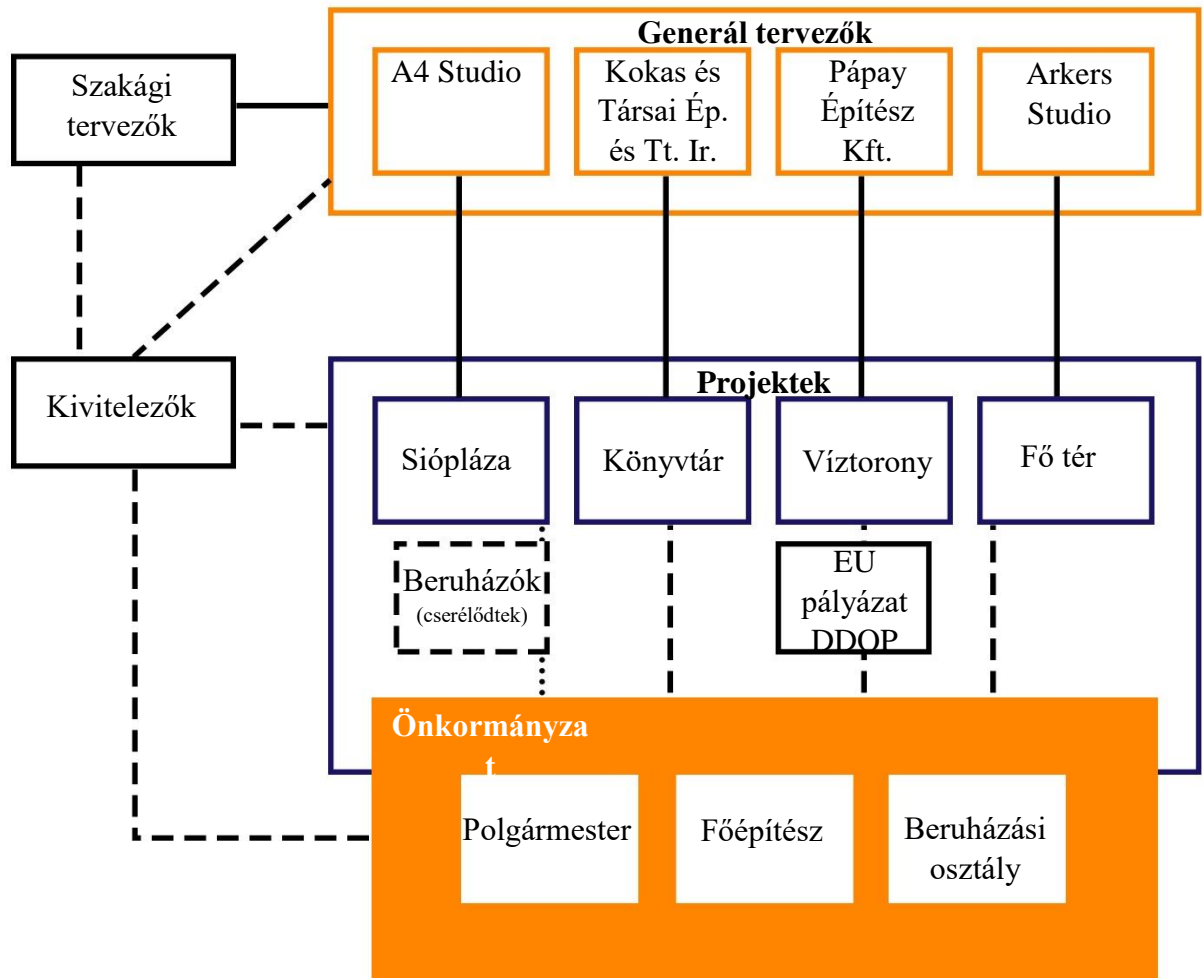 Generál tervezők
Szakági
tervezők
A4 Studio
Kokas és
Társai Ép.
és Tt. Ir.
Pápay
Építész
Kft.
Arkers
Studio
Kivitelezők
Projektek
Siópláza
Könyvtár
Víztorony
Fő tér
Beruházók
(cserélődtek)
EU
pályázat
DDOP
Önkormányza
t
Polgármester
Főépítész
Beruházási
osztály